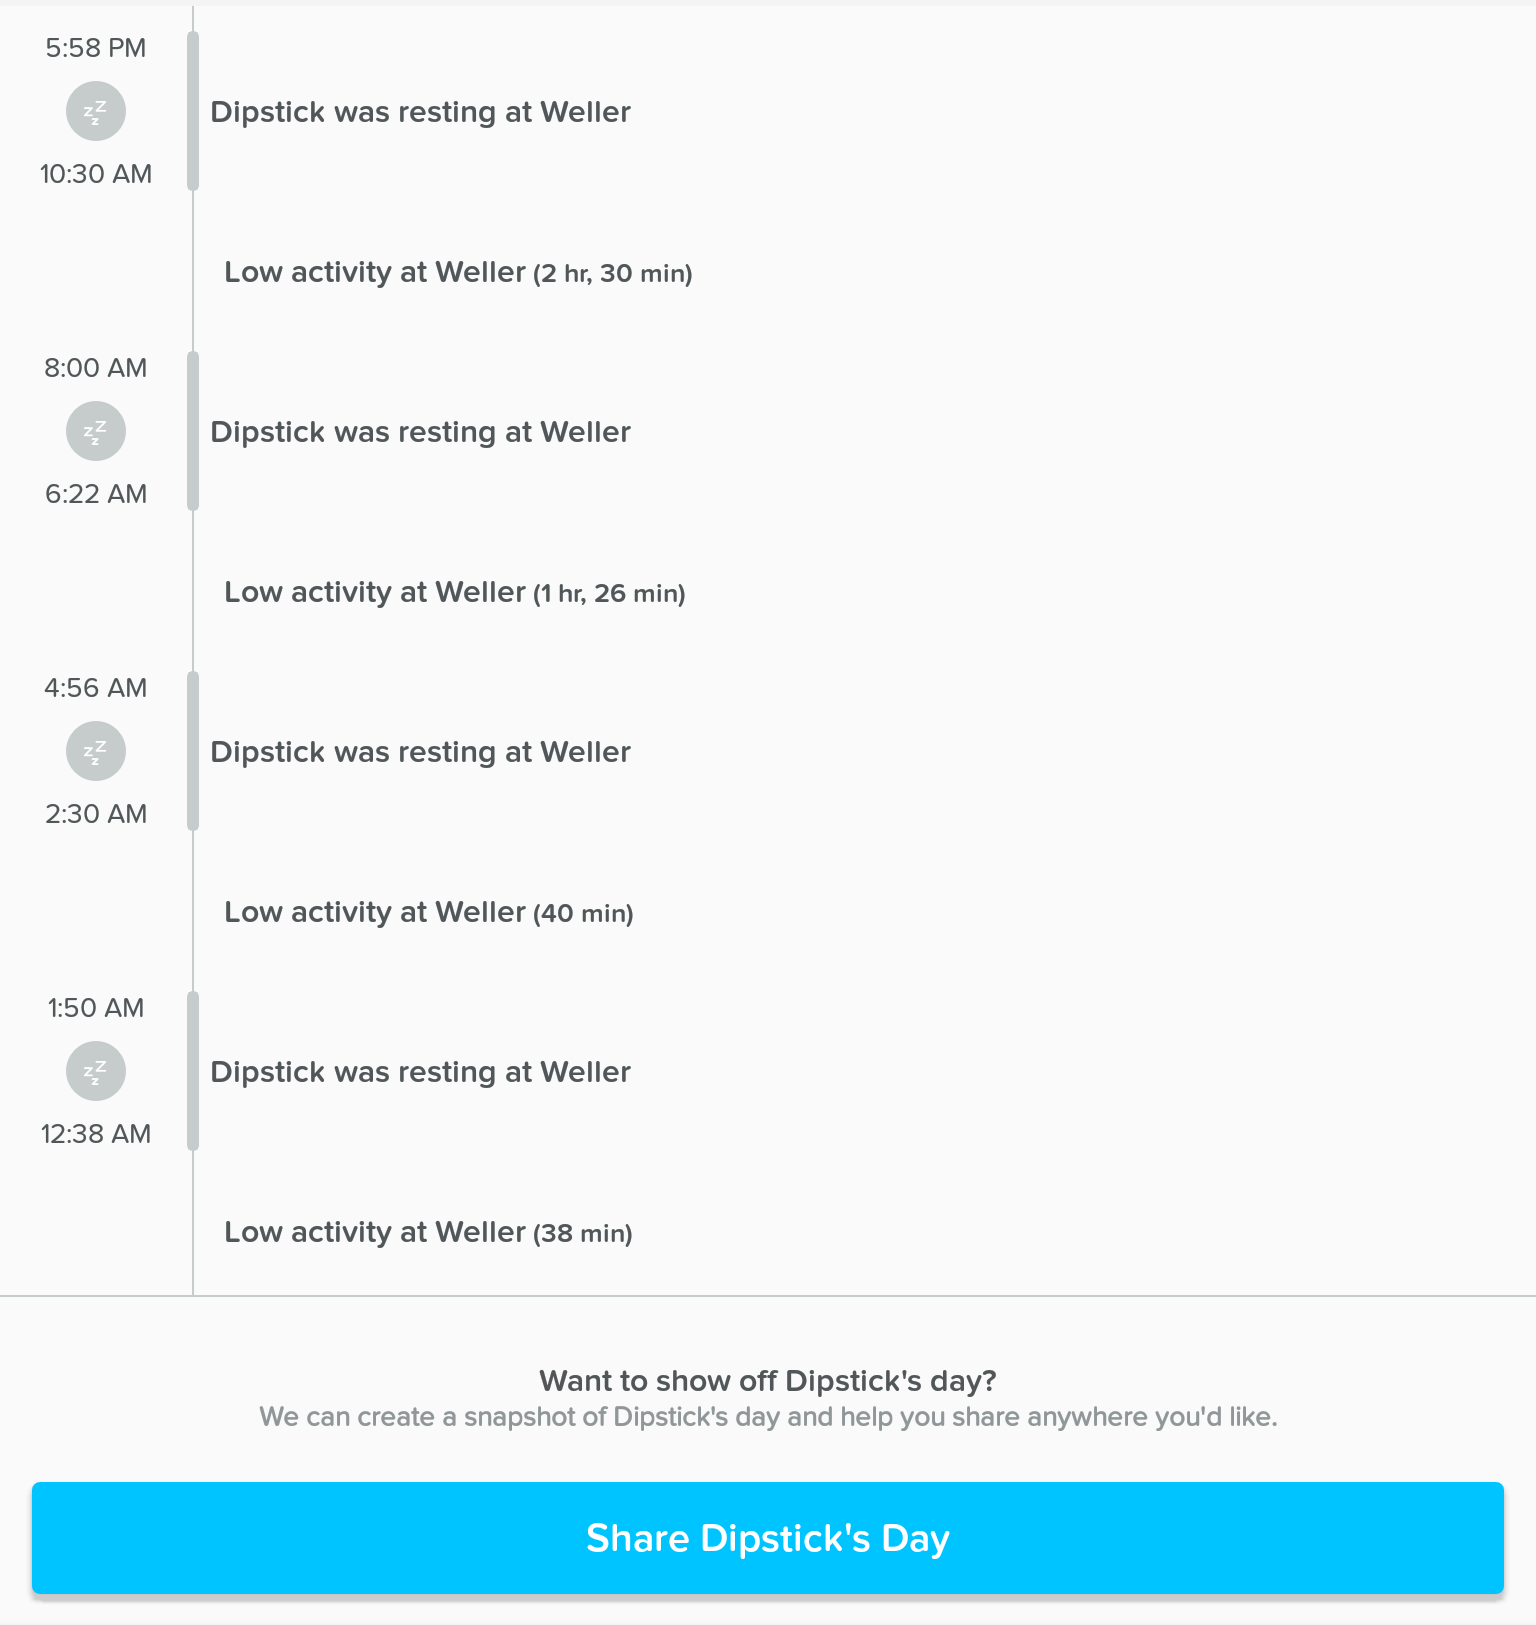 5:58 PM
zZz
Dipstick was resting at Weller
10:30 AM
Low activity at Weller (2 hr, 30 min)
8:00 AM
zZz
Dipstick was resting at Weller
6:22 AM
Low activity at Weller (1 hr, 26 min)
4:56 AM
zZz
Dipstick was resting at Weller
2:30 AM
Low activity at Weller (40 min)
1:50 AM
zZz
Dipstick was resting at Weller
12:38 AM
Low activity at Weller (38 min)
Want to show off Dipstick's day?
We can create a snapshot of Dipstick's day and help you share anywhere you'd like.
Share Dipstick's Day